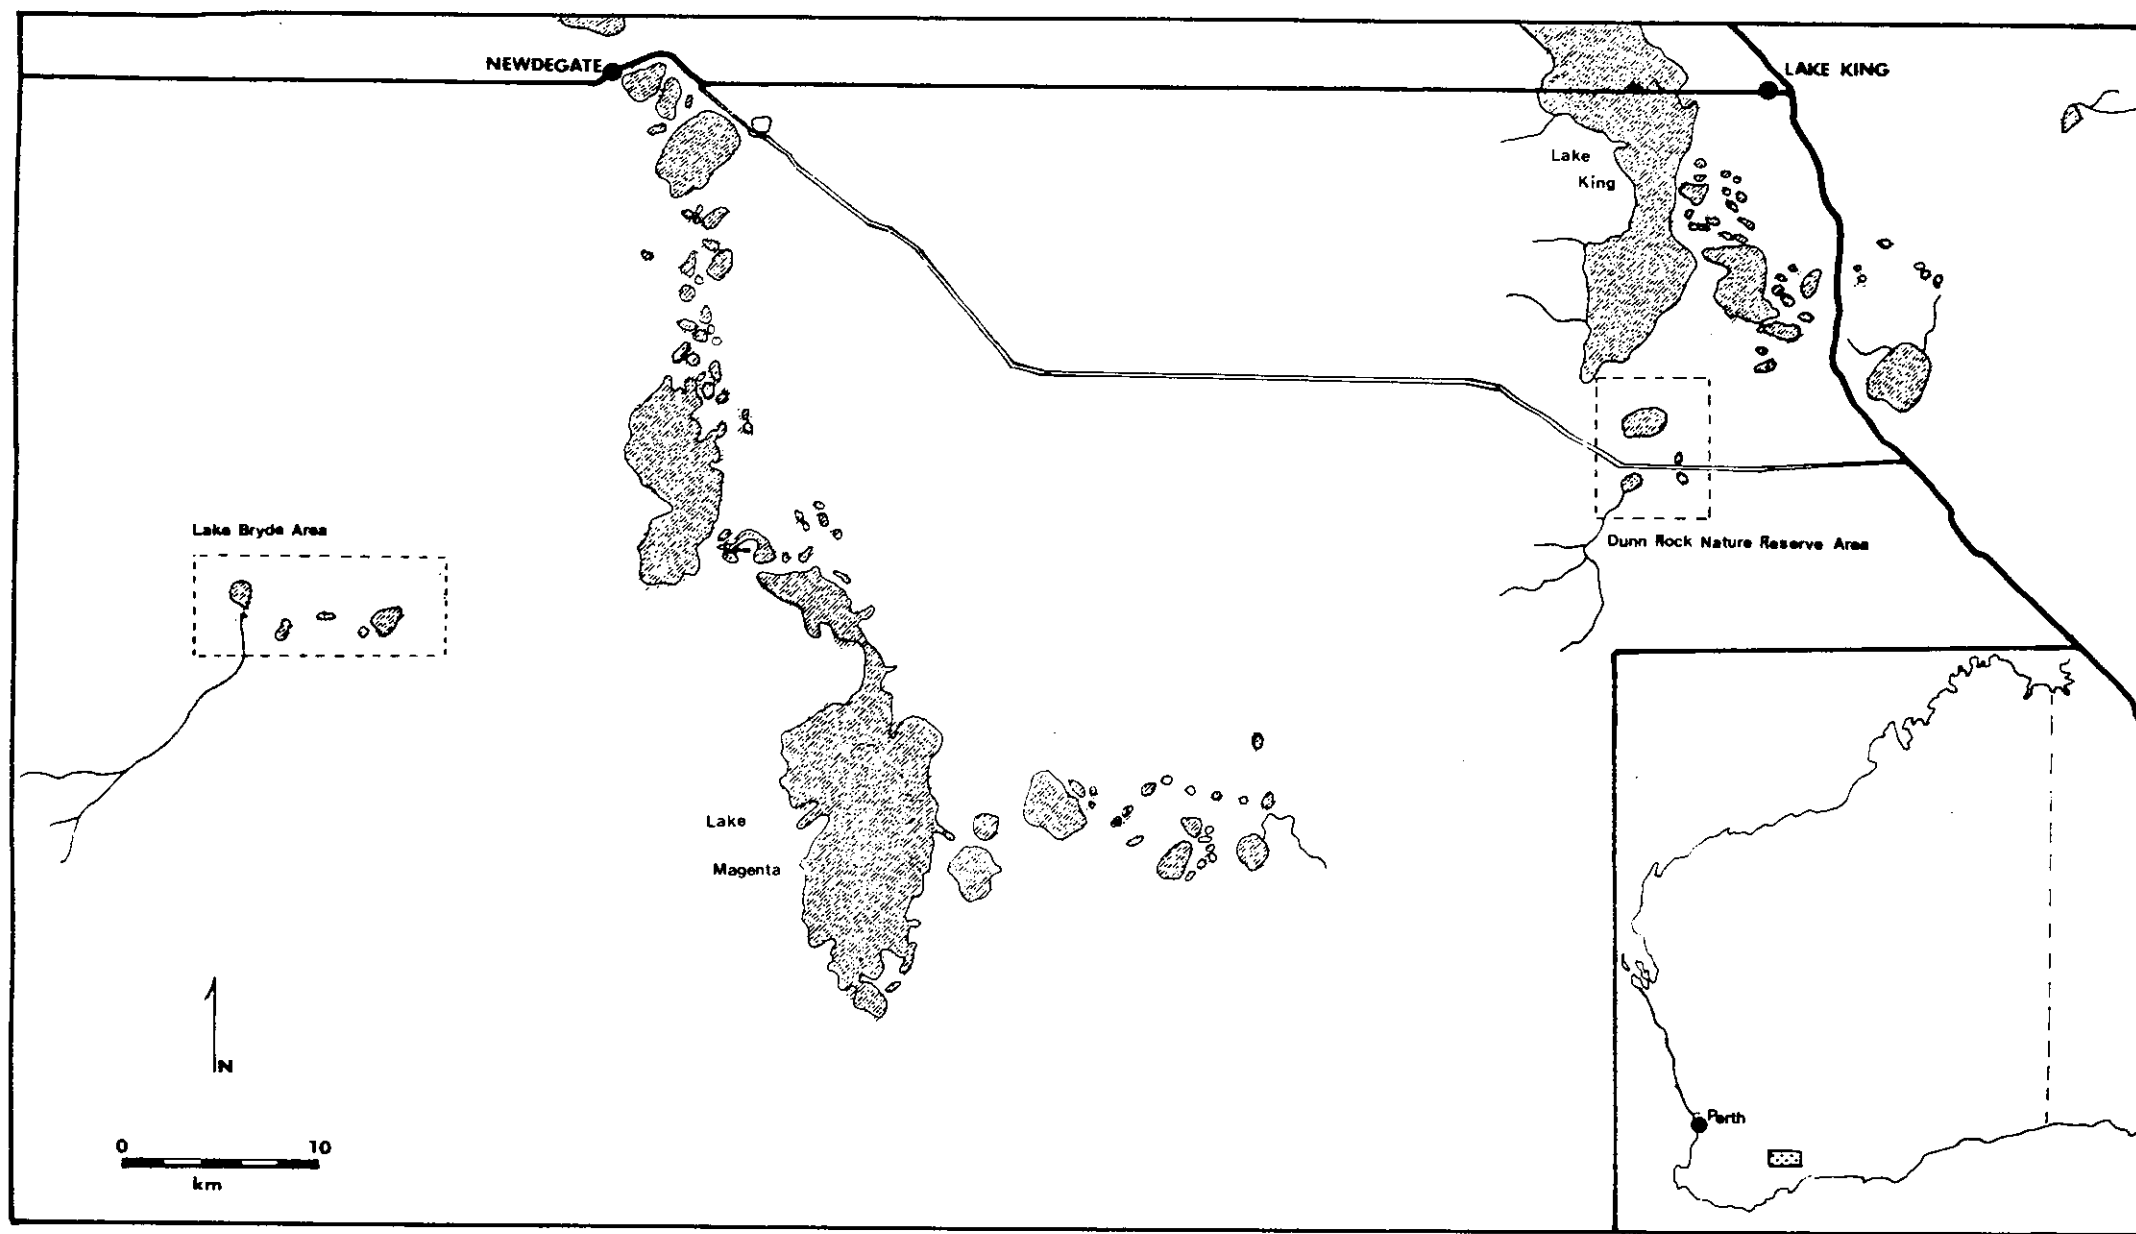 NEWDEGATE
LAKE KING
Lake
King
Lake Bryde Area
Dunn Rock Nature Reserve Area
Lake
Magenta
N
0 10
km
Perth